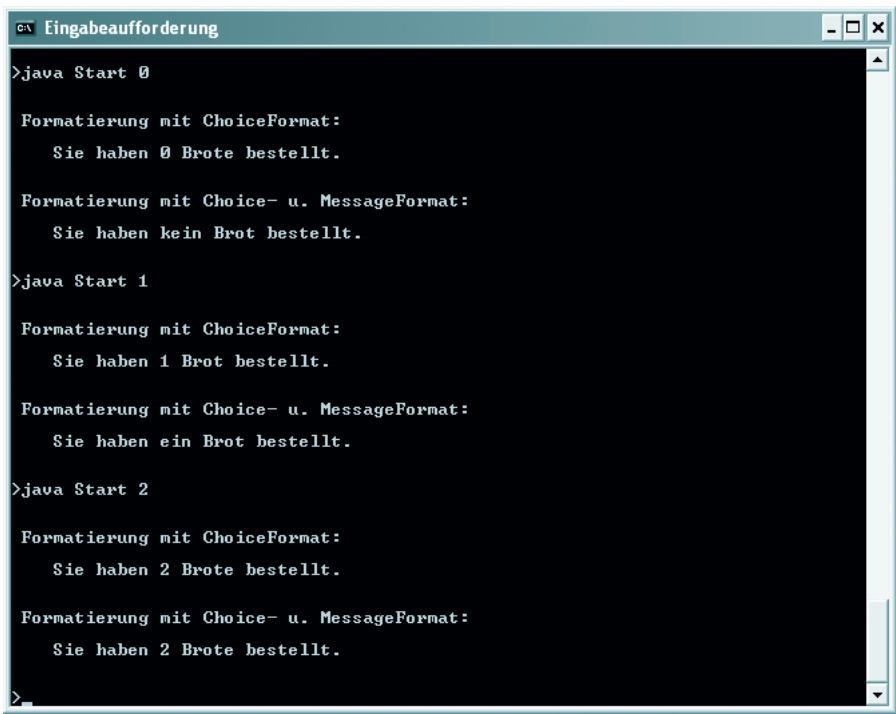 Eingabeaufforderung
>java Start 0
Formatierung mit ChoiceFormat:
Sie haben 0 Brote bestellt.
Formatierung mit Choice- u. MessageFormat:
Sie haben kein Brot bestellt.
>java Start 1
Formatierung mit ChoiceFormat:
Sie haben 1 Brot bestellt.
Formatierung mit Choice- u. MessageFormat:
Sie haben ein Brot bestellt.
>java Start 2
Formatierung mit ChoiceFormat:
Sie haben 2 Brote bestellt.
Formatierung mit Choice- u. MessageFormat:
Sie haben 2 Brote bestellt.
>_